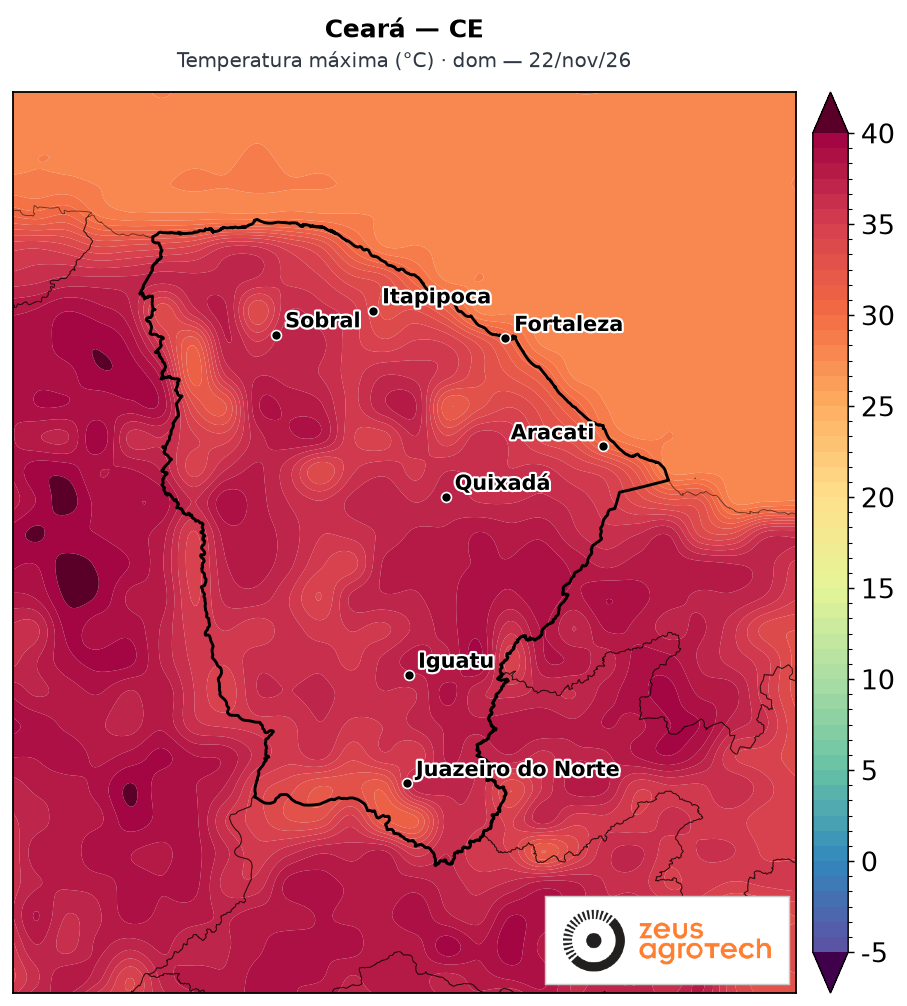 Ceará — CE
Temperatura máxima (°C) · dom — 22/nov/26
40
35
30
25
20
15
10
5
0
-5
Itapipoca
Sobral
Fortaleza
Aracati
Quixadá
Iguatu
Juazeiro do Norte
zeus
agrotech